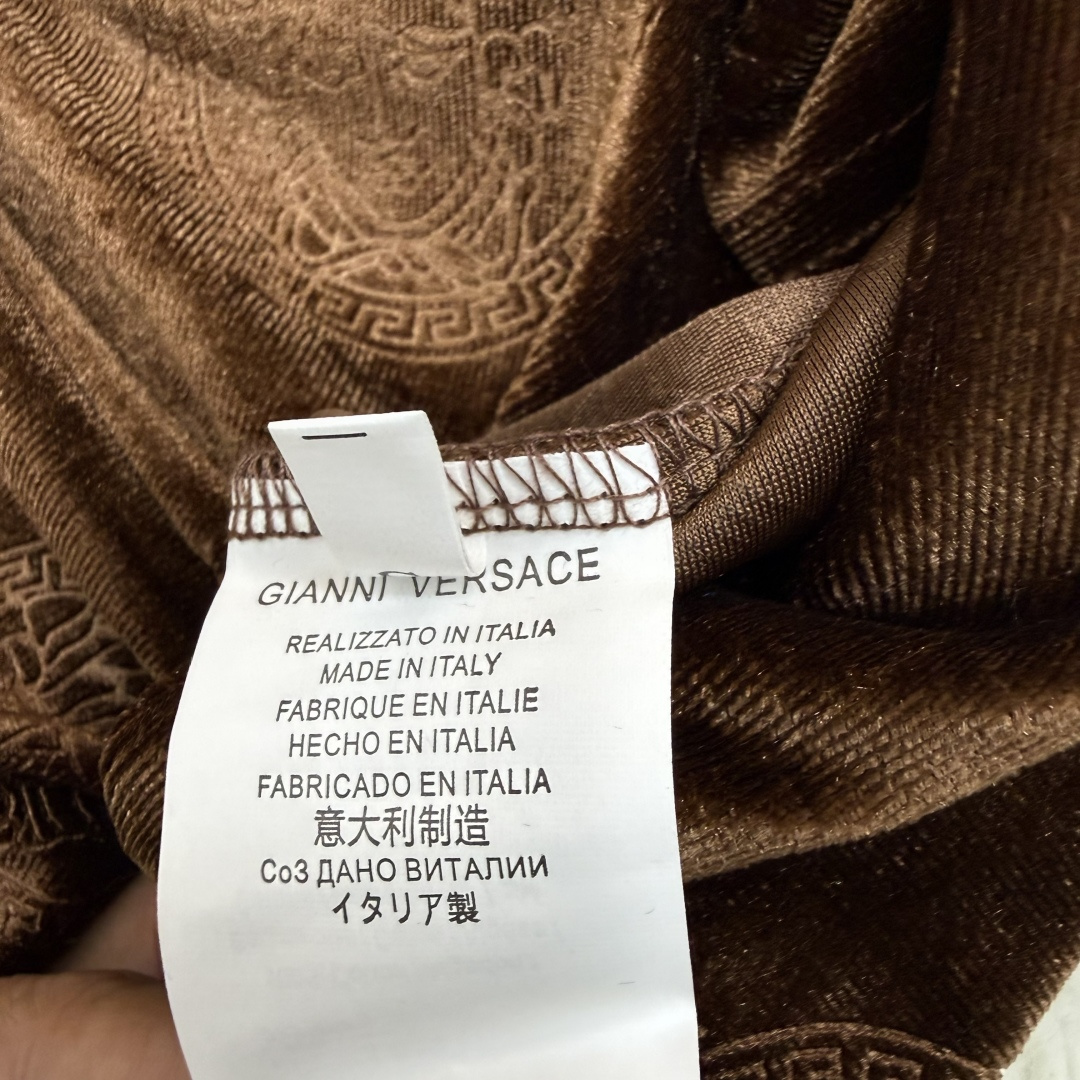 GIANNI VERSACE
REALIZZATO IN ITALIA
MADE IN ITALY
FABRIQUE EN ITALIE
HECHO EN ITALIA
FABRICADO EN ITALIA
意大利制造
Co3 ДАНО ВИТАЛИИ
イタリア製